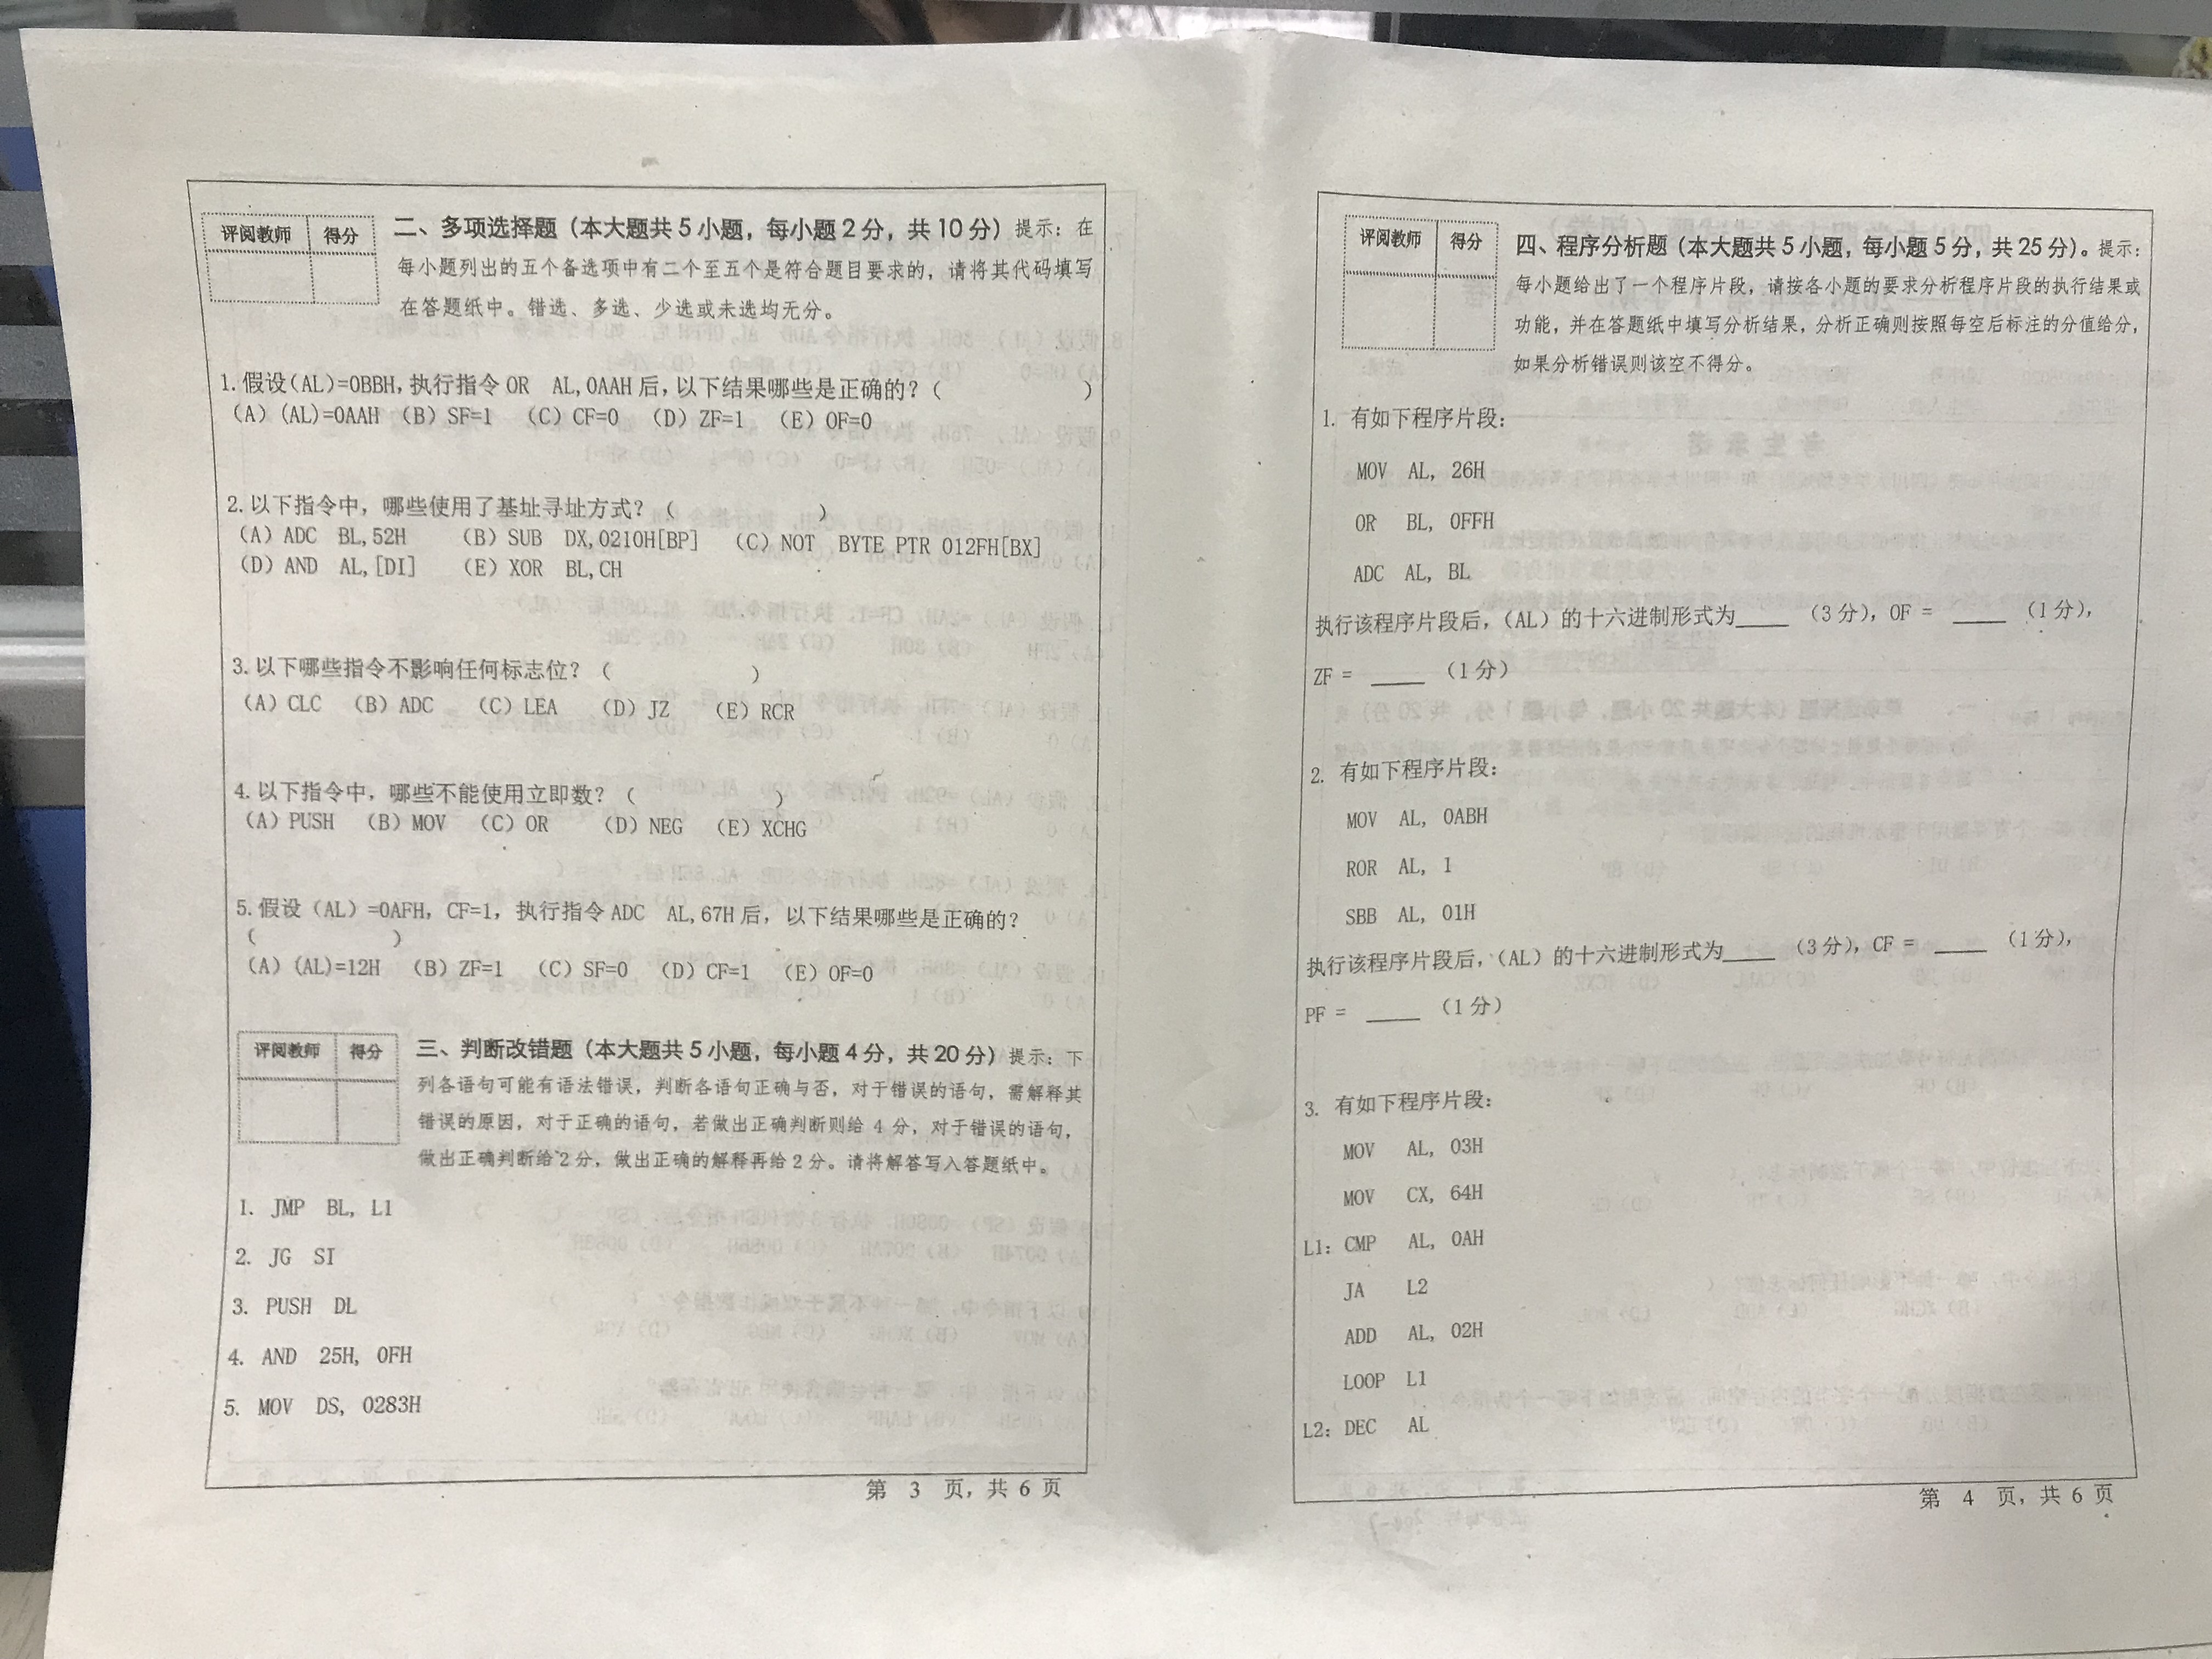 评阅教师 得分
二、多项选择题（本大题共5小题，每小题2分，共10分）提示：在
每小题列出的五个备选项中有二个至五个是符合题目要求的，请将其代码填写
在答题纸中。错选、多选、少选或未选均无分。
1.假设(AL)=0BBH,执行指令OR AL,0AAH后,以下结果哪些是正确的？( )
(A)(AL)=0AAH (B)SF=1 (C)CF=0 (D)ZF=1 (E)OF=0
2.以下指令中，哪些使用了基址寻址方式？( )
(A)ADC BL,52H (B)SUB DX,0210H[BP] (C)NOT BYTE PTR 012FH[BX]
(D)AND AL,[DI] (E)XOR BL,CH
3.以下哪些指令不影响任何标志位？( )
(A)CLC (B)ADC (C)LEA (D)JZ (E)RCR
4.以下指令中，哪些不能使用立即数？( )
(A)PUSH (B)MOV (C)OR (D)NEG (E)XCHG
5.假设（AL）=0AFH，CF=1，执行指令ADC AL,67H后，以下结果哪些是正确的？
( )
(A)(AL)=12H (B)ZF=1 (C)SF=0 (D)CF=1 (E)OF=0
评阅教师 得分
三、判断改错题（本大题共5小题，每小题4分，共20分）提示：下
列各语句可能有语法错误，判断各语句正确与否，对于错误的语句，需解释其
错误的原因，对于正确的语句，若做出正确判断则给 4 分，对于错误的语句，
做出正确判断给2分，做出正确的解释再给2分。请将解答写入答题纸中。
1. JMP BL, L1
2. JG SI
3. PUSH DL
4. AND 25H, 0FH
5. MOV DS, 0283H
第 3 页，共 6 页
评阅教师 得分
四、程序分析题（本大题共5小题，每小题5分，共25分）。提示：
每小题给出了一个程序片段，请按各小题的要求分析程序片段的执行结果或
功能，并在答题纸中填写分析结果，分析正确则按照每空后标注的分值给分，
如果分析错误则该空不得分。
1. 有如下程序片段：
MOV AL, 26H
OR BL, 0FFH
ADC AL, BL
执行该程序片段后，（AL）的十六进制形式为____（3分），OF = ____（1分），
ZF = ____（1分）
2. 有如下程序片段：
MOV AL, 0ABH
ROR AL, 1
SBB AL, 01H
执行该程序片段后，（AL）的十六进制形式为____（3分），CF = ____（1分），
PF = ____（1分）
3. 有如下程序片段：
MOV AL, 03H
MOV CX, 64H
L1: CMP AL, 0AH
JA L2
ADD AL, 02H
LOOP L1
L2: DEC AL
第 4 页，共 6 页